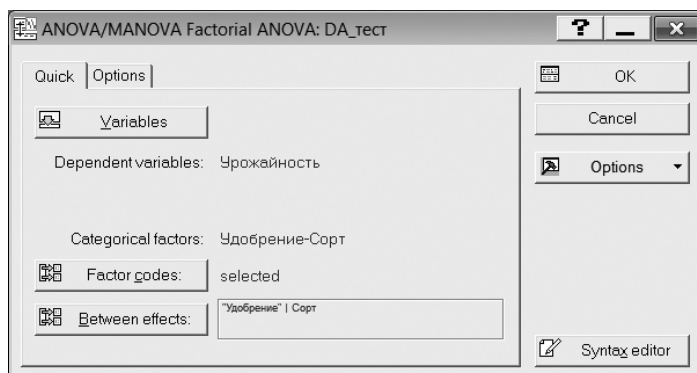 ANOVA/MANOVA Factorial ANOVA: DA_тест
Quick Options
Variables
Dependent variables: Урожайность
Categorical factors: Удобрение-Сорт
Factor codes: selected
Between effects: "Удобрение" | Сорт
OK
Cancel
Options
Syntax editor